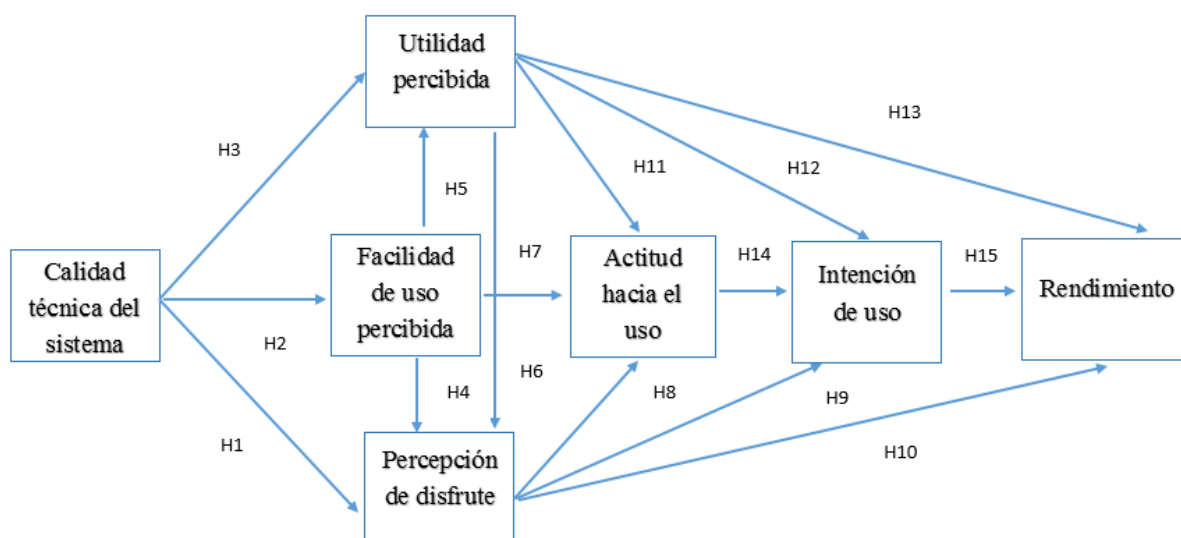 Utilidad
percibida
H13
H3
H11
H12
H5
Calidad
técnica del
sistema
Facilidad
de uso
percibida
H7
Actitud
hacia el
uso
H14
Intención
de uso
H15
Rendimiento
H2
H4
H6
H8
H9
H1
H10
Percepción
de disfrute